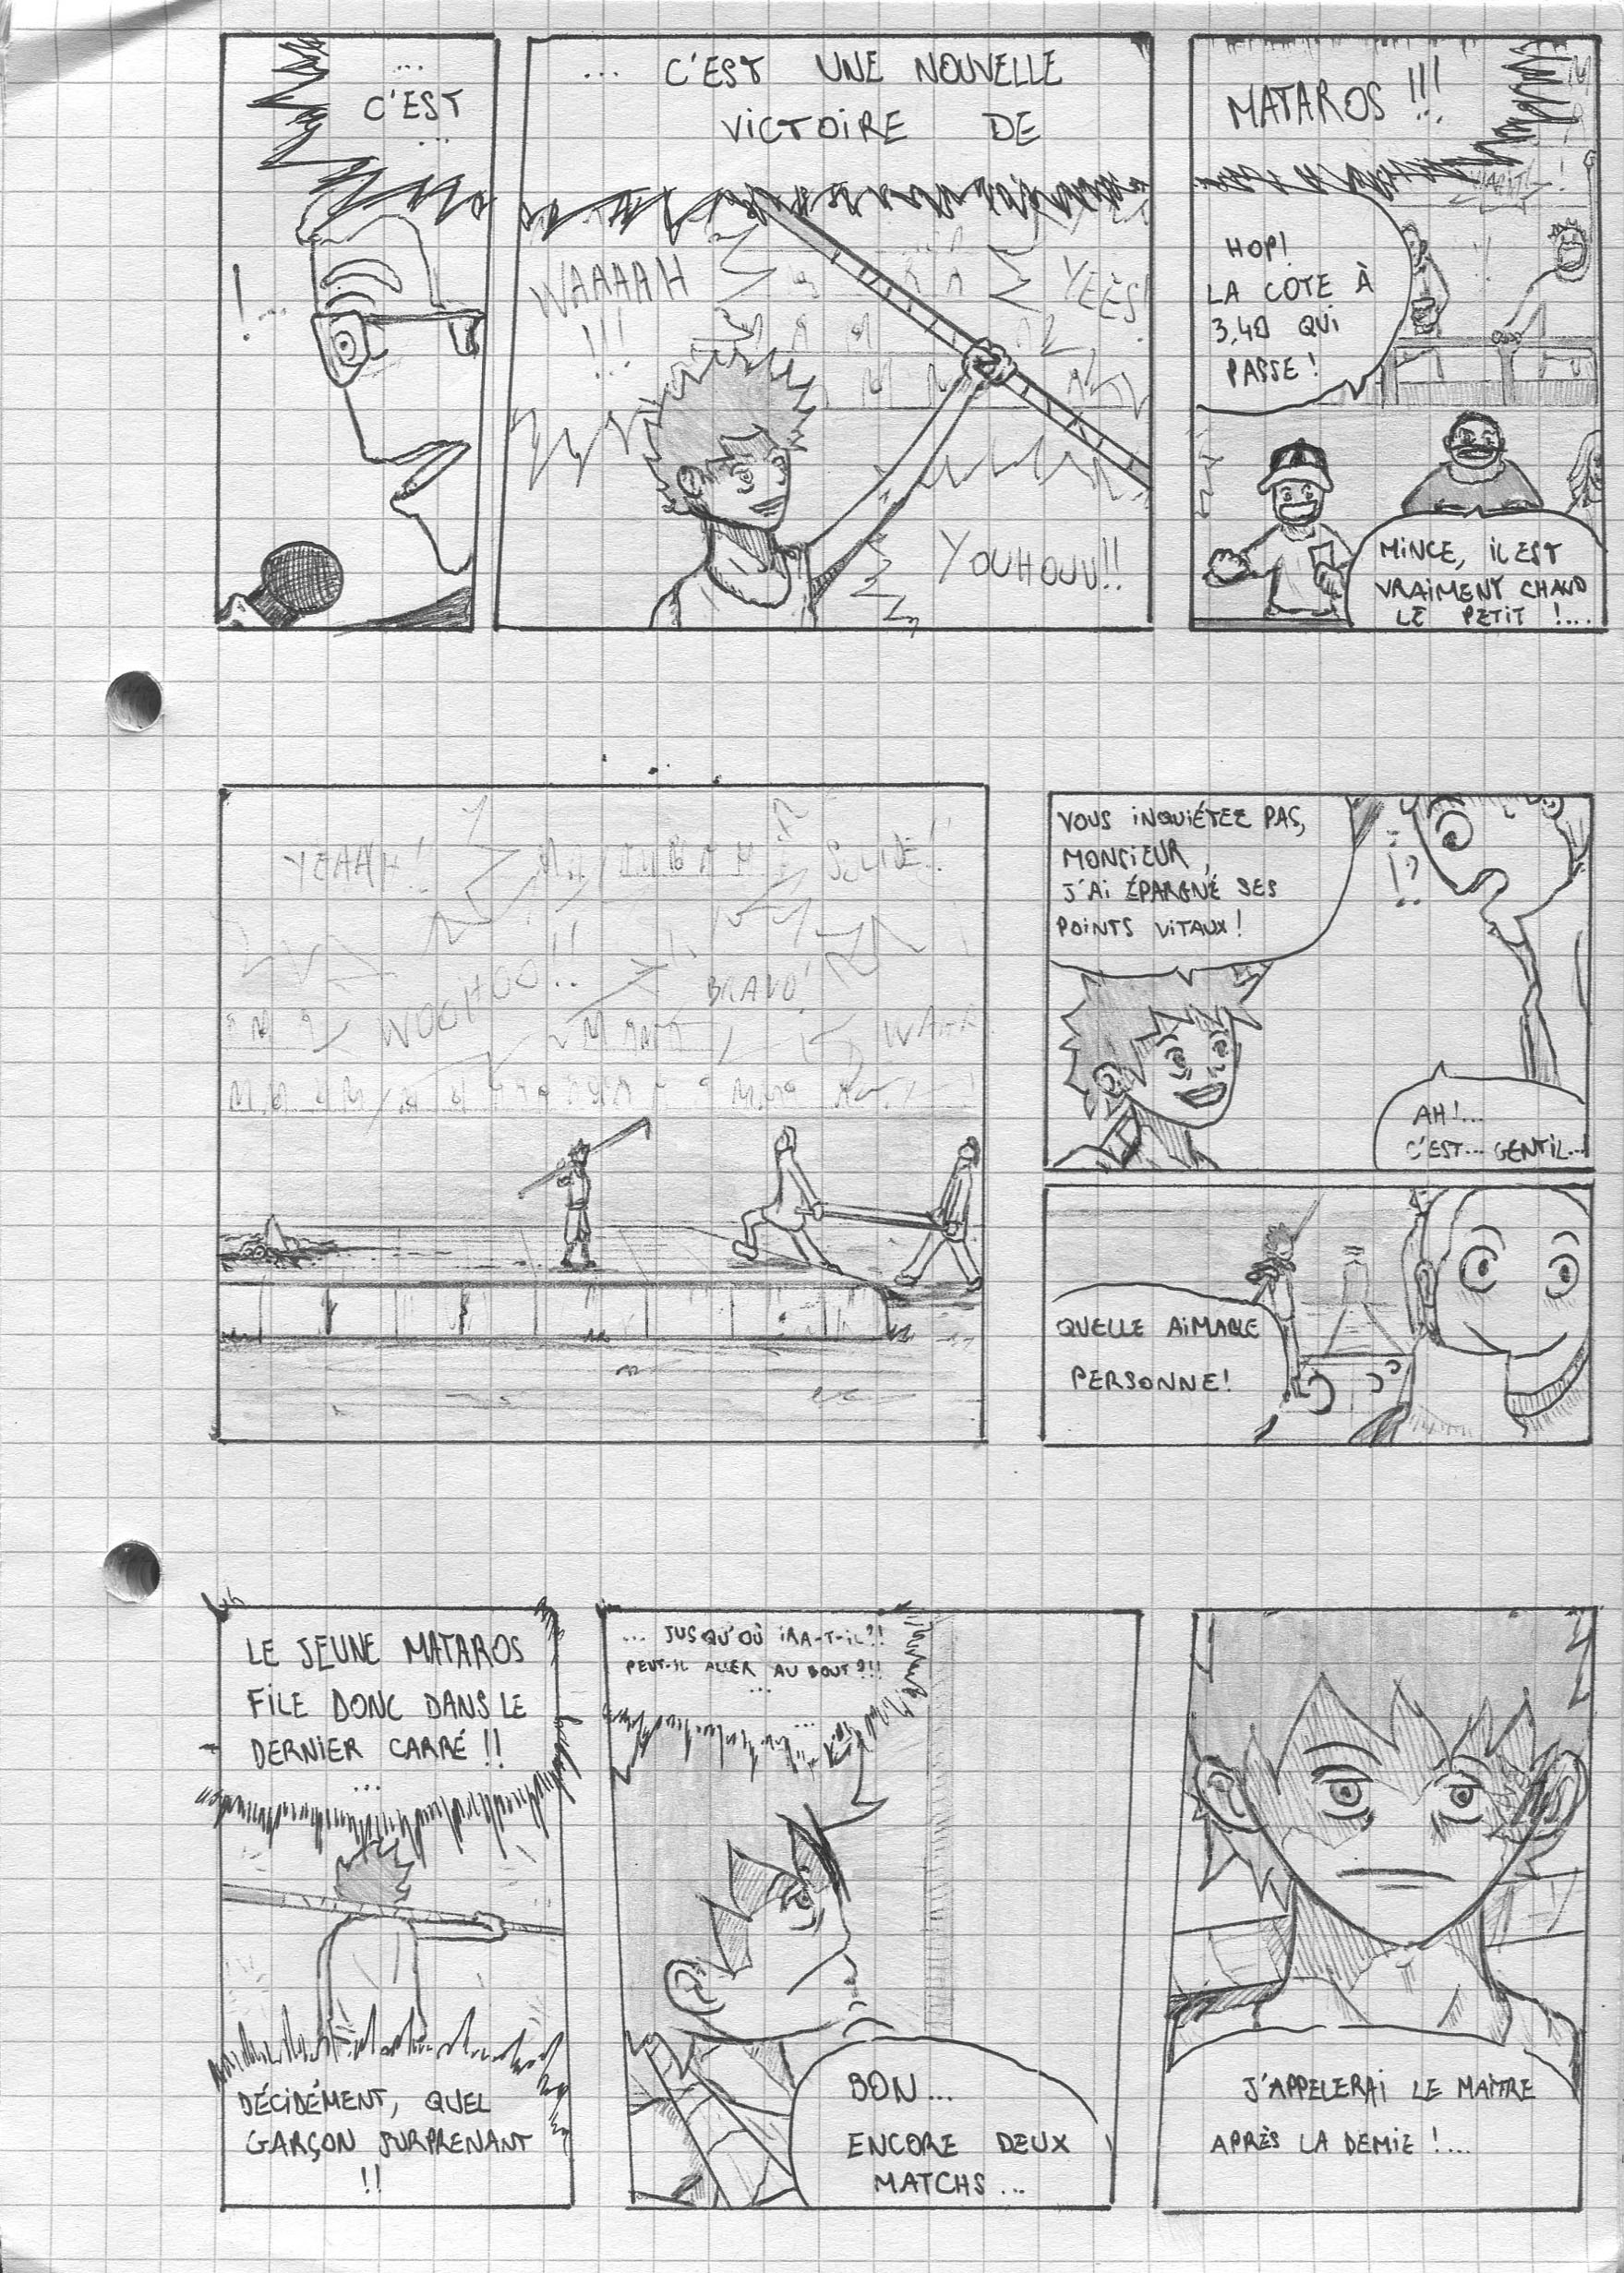 ...
C'EST
...
!...
... C'EST UNE NOUVELLE
VICTOIRE DE
WAAAAH
!!!
YEES!
YOUHOUU!!
MATAROS !!!
HOP!
LA COTE À
3,40 QUI
PASSE!
MINCE, IL EST
VRAIMENT CHAUD
LE PETIT !...
YEAAH!!
SOLIDE!!
WOOHOO!!
BRAVO!
VOUS INQUIÉTEZ PAS,
MONSIEUR,
J'AI ÉPARGNÉ SES
POINTS VITAUX!
!?
..
AH!...
C'EST... GENTIL...
QUELLE AIMABLE
PERSONNE!
LE JEUNE MATAROS
FILE DONC DANS LE
DERNIER CARRÉ !!
...
DÉCIDÉMENT, QUEL
GARÇON SURPRENANT
!!
... JUSQU'OÙ IRA-T-IL?!
PEUT-IL ALLER AU BOUT?!!
...
BON...
ENCORE DEUX
MATCHS...
J'APPELERAI LE MAITRE
APRÈS LA DEMIE !...